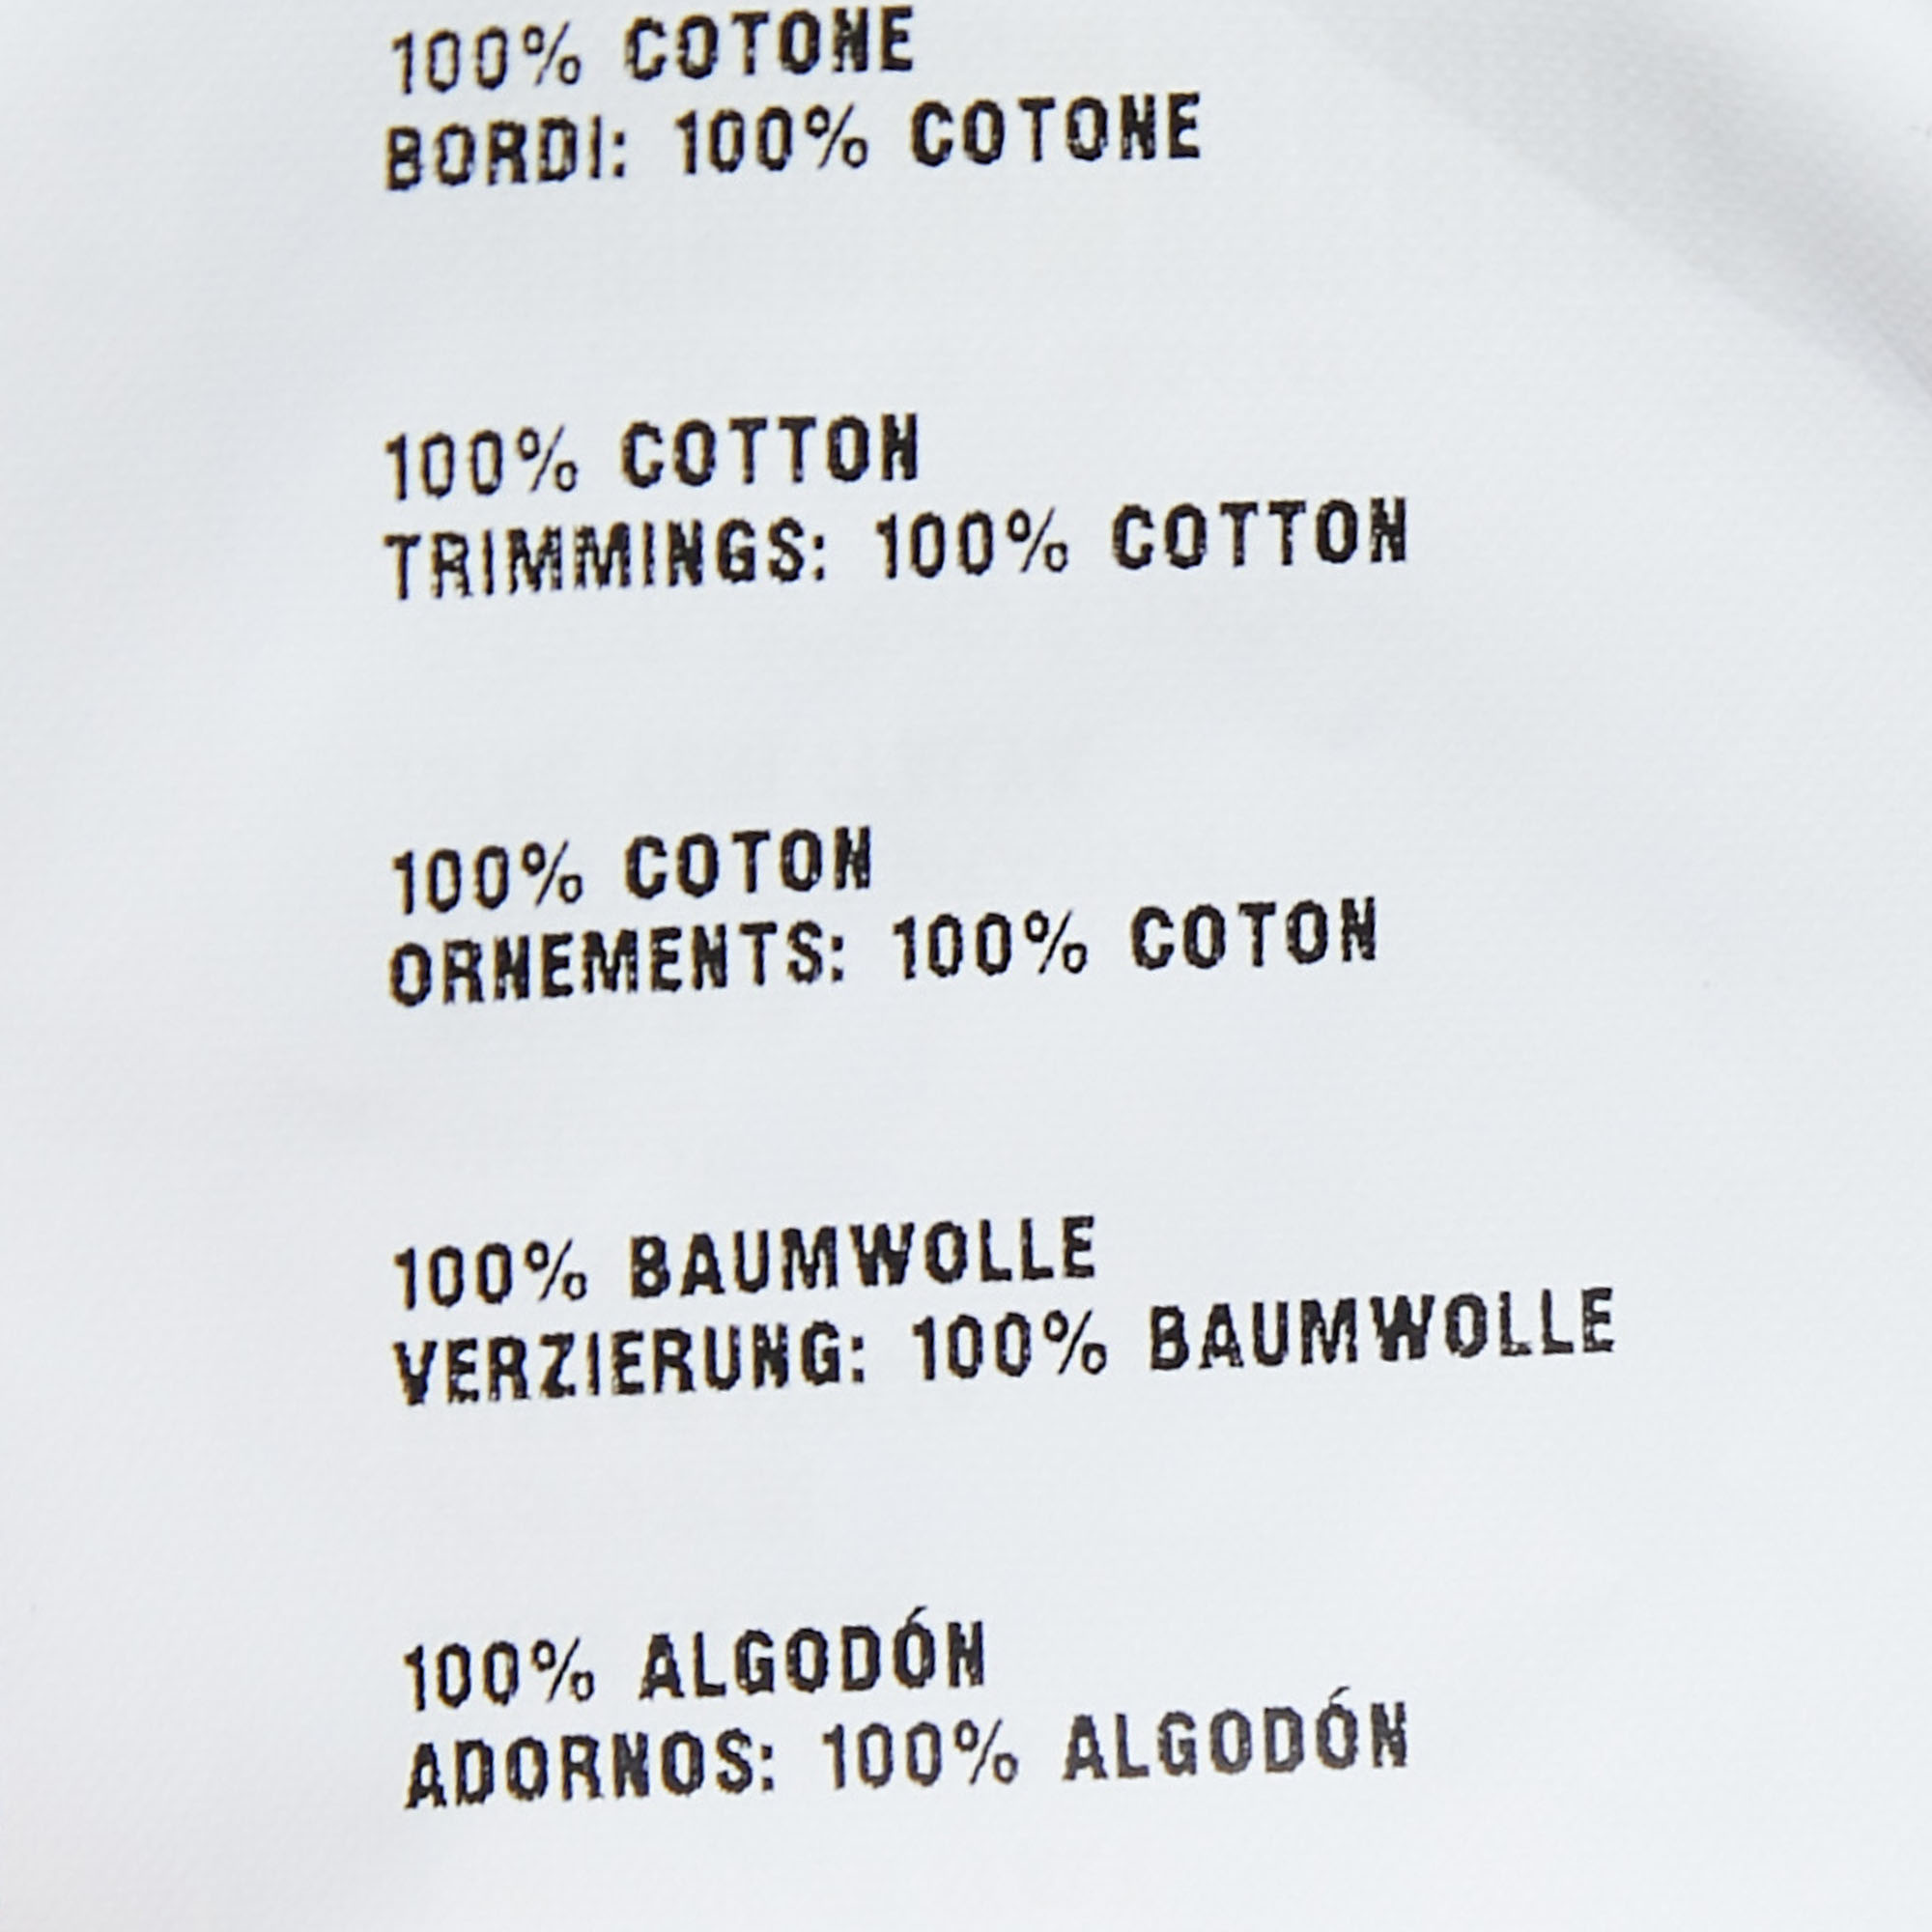 100% COTONE
BORDI: 100% COTONE
100% COTTON
TRIMMINGS: 100% COTTON
100% COTON
ORNEMENTS: 100% COTON
100% BAUMWOLLE
VERZIERUNG: 100% BAUMWOLLE
100% ALGODÓN
ADORNOS: 100% ALGODÓN